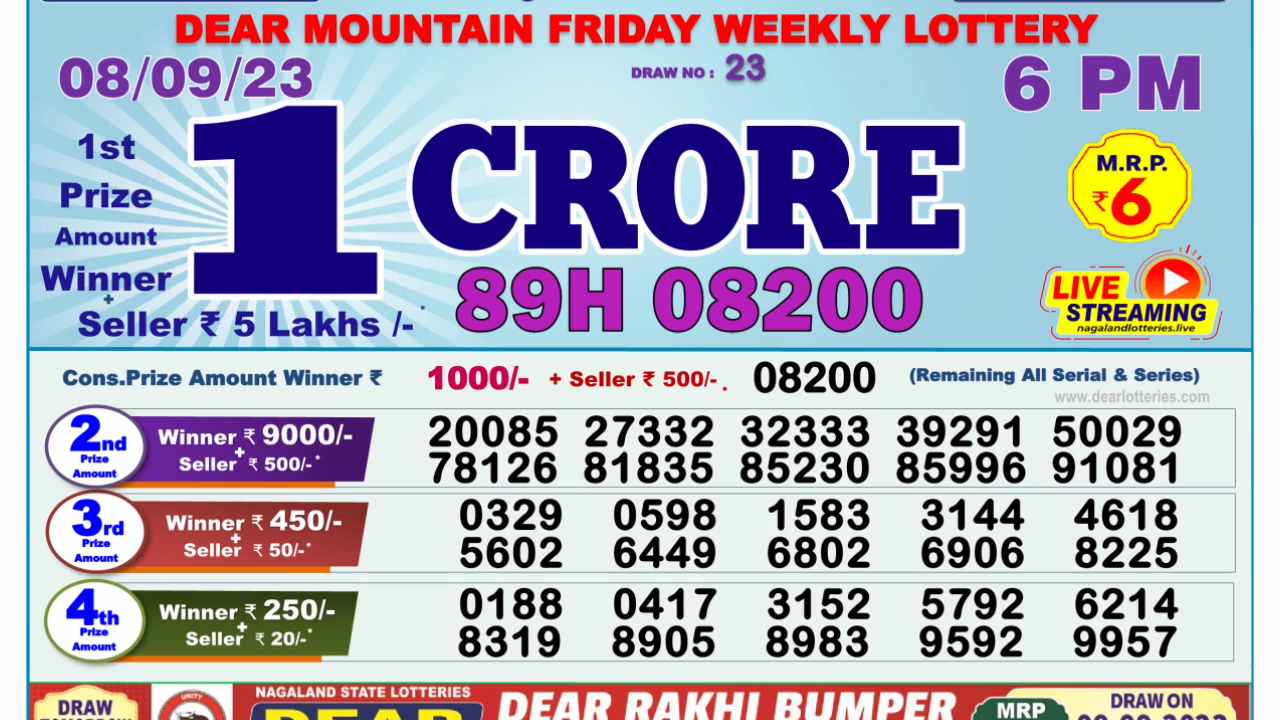 DEAR MOUNTAIN FRIDAY WEEKLY LOTTERY
08/09/23
DRAW NO : 23
6 PM
1st
Prize
Amount
Winner
+
Seller ₹ 5 Lakhs /- *
1 CRORE
89H 08200
M.R.P.
₹6
LIVE
STREAMING
nagalandlotteries.live
Cons.Prize Amount Winner ₹ 1000/- + Seller ₹ 500/- . 08200 (Remaining All Serial & Series)
www.dearlotteries.com
2nd
Prize
Amount
Winner ₹ 9000/-
+
Seller ₹ 500/- *
20085 27332 32333 39291 50029
78126 81835 85230 85996 91081
3rd
Prize
Amount
Winner ₹ 450/-
+
Seller ₹ 50/- *
0329 0598 1583 3144 4618
5602 6449 6802 6906 8225
4th
Prize
Amount
Winner ₹ 250/-
+
Seller ₹ 20/- *
0188 0417 3152 5792 6214
8319 8905 8983 9592 9957
DRAW
UNITY
NAGALAND STATE LOTTERIES
DEAR
DEAR RAKHI BUMPER
MRP
DRAW ON